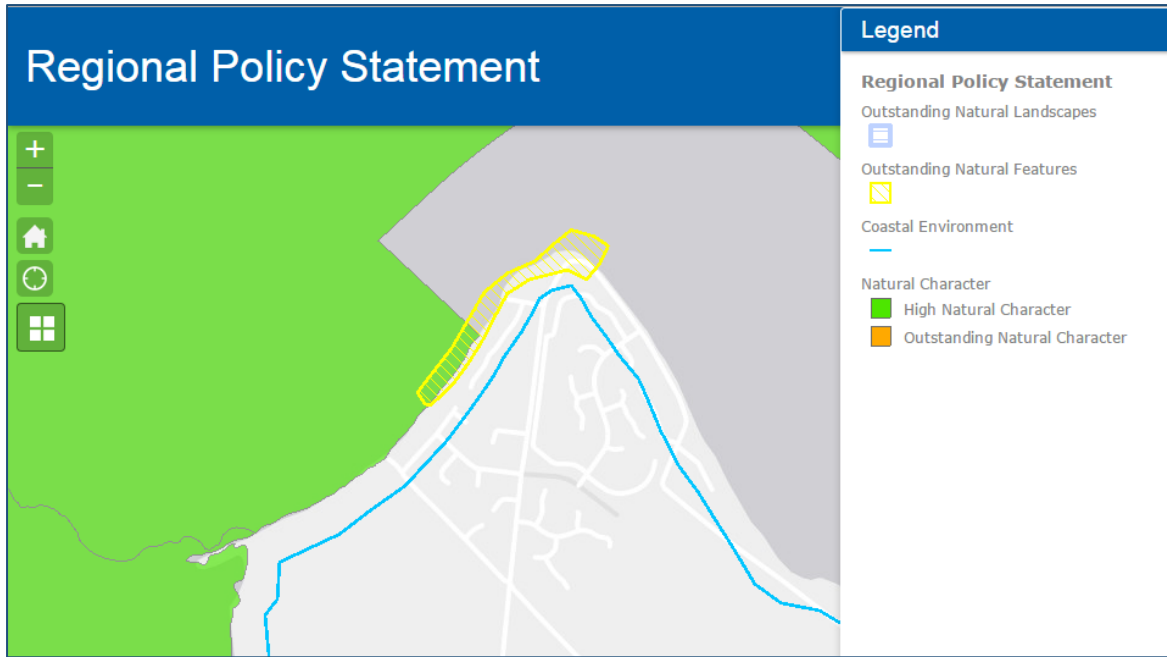 Regional Policy Statement
Legend
Regional Policy Statement
Outstanding Natural Landscapes
Outstanding Natural Features
Coastal Environment
Natural Character
High Natural Character
Outstanding Natural Character